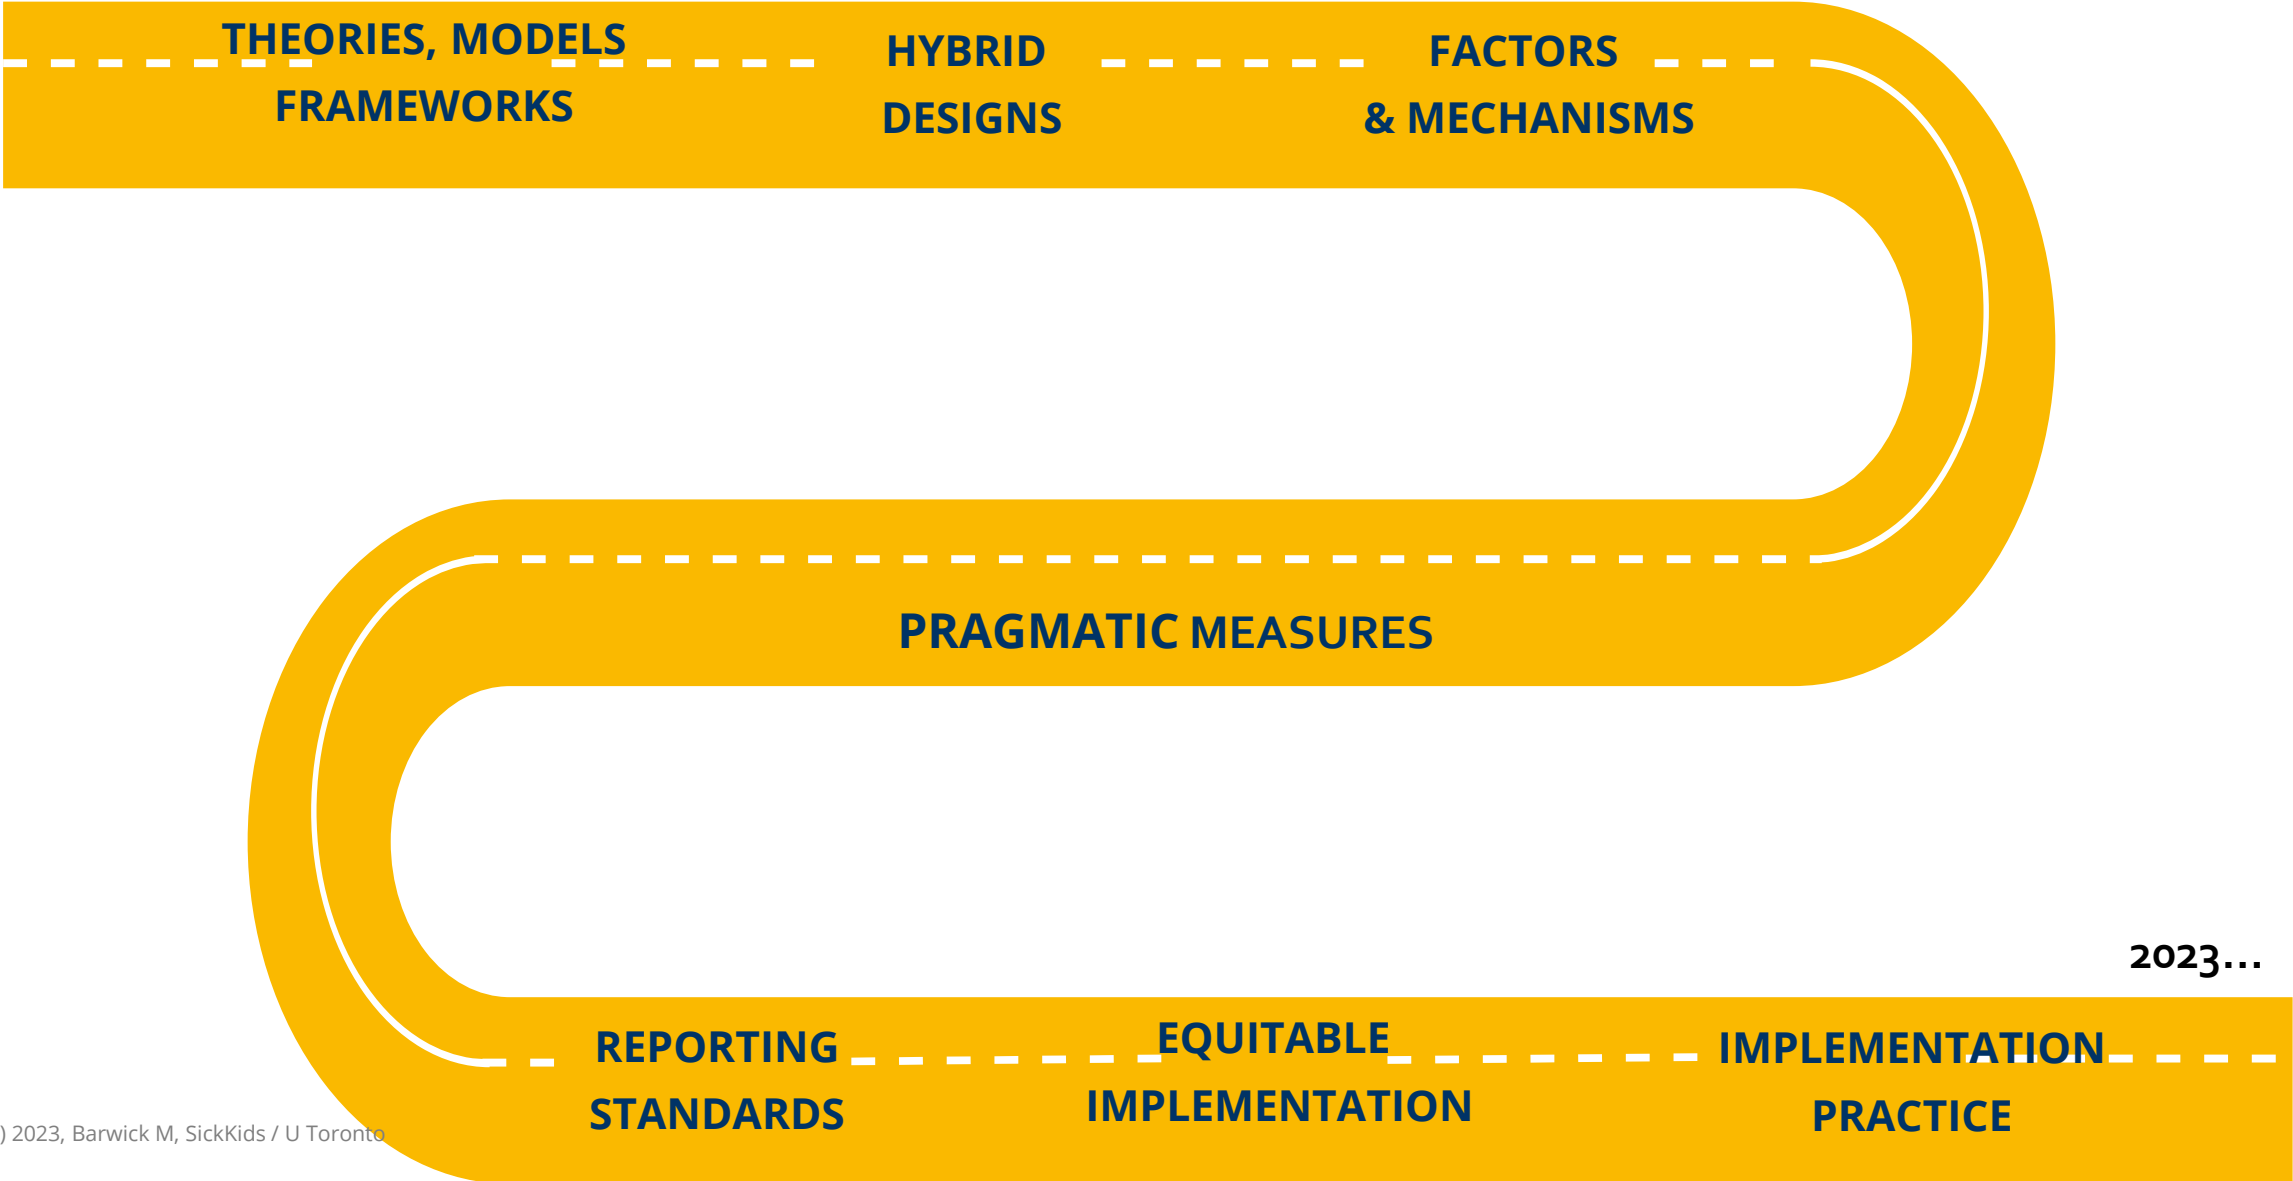 THEORIES, MODELS
FRAMEWORKS
HYBRID
DESIGNS
FACTORS
& MECHANISMS
PRAGMATIC MEASURES
2023...
REPORTING
STANDARDS
EQUITABLE
IMPLEMENTATION
IMPLEMENTATION
PRACTICE
) 2023, Barwick M, SickKids / U Toronto